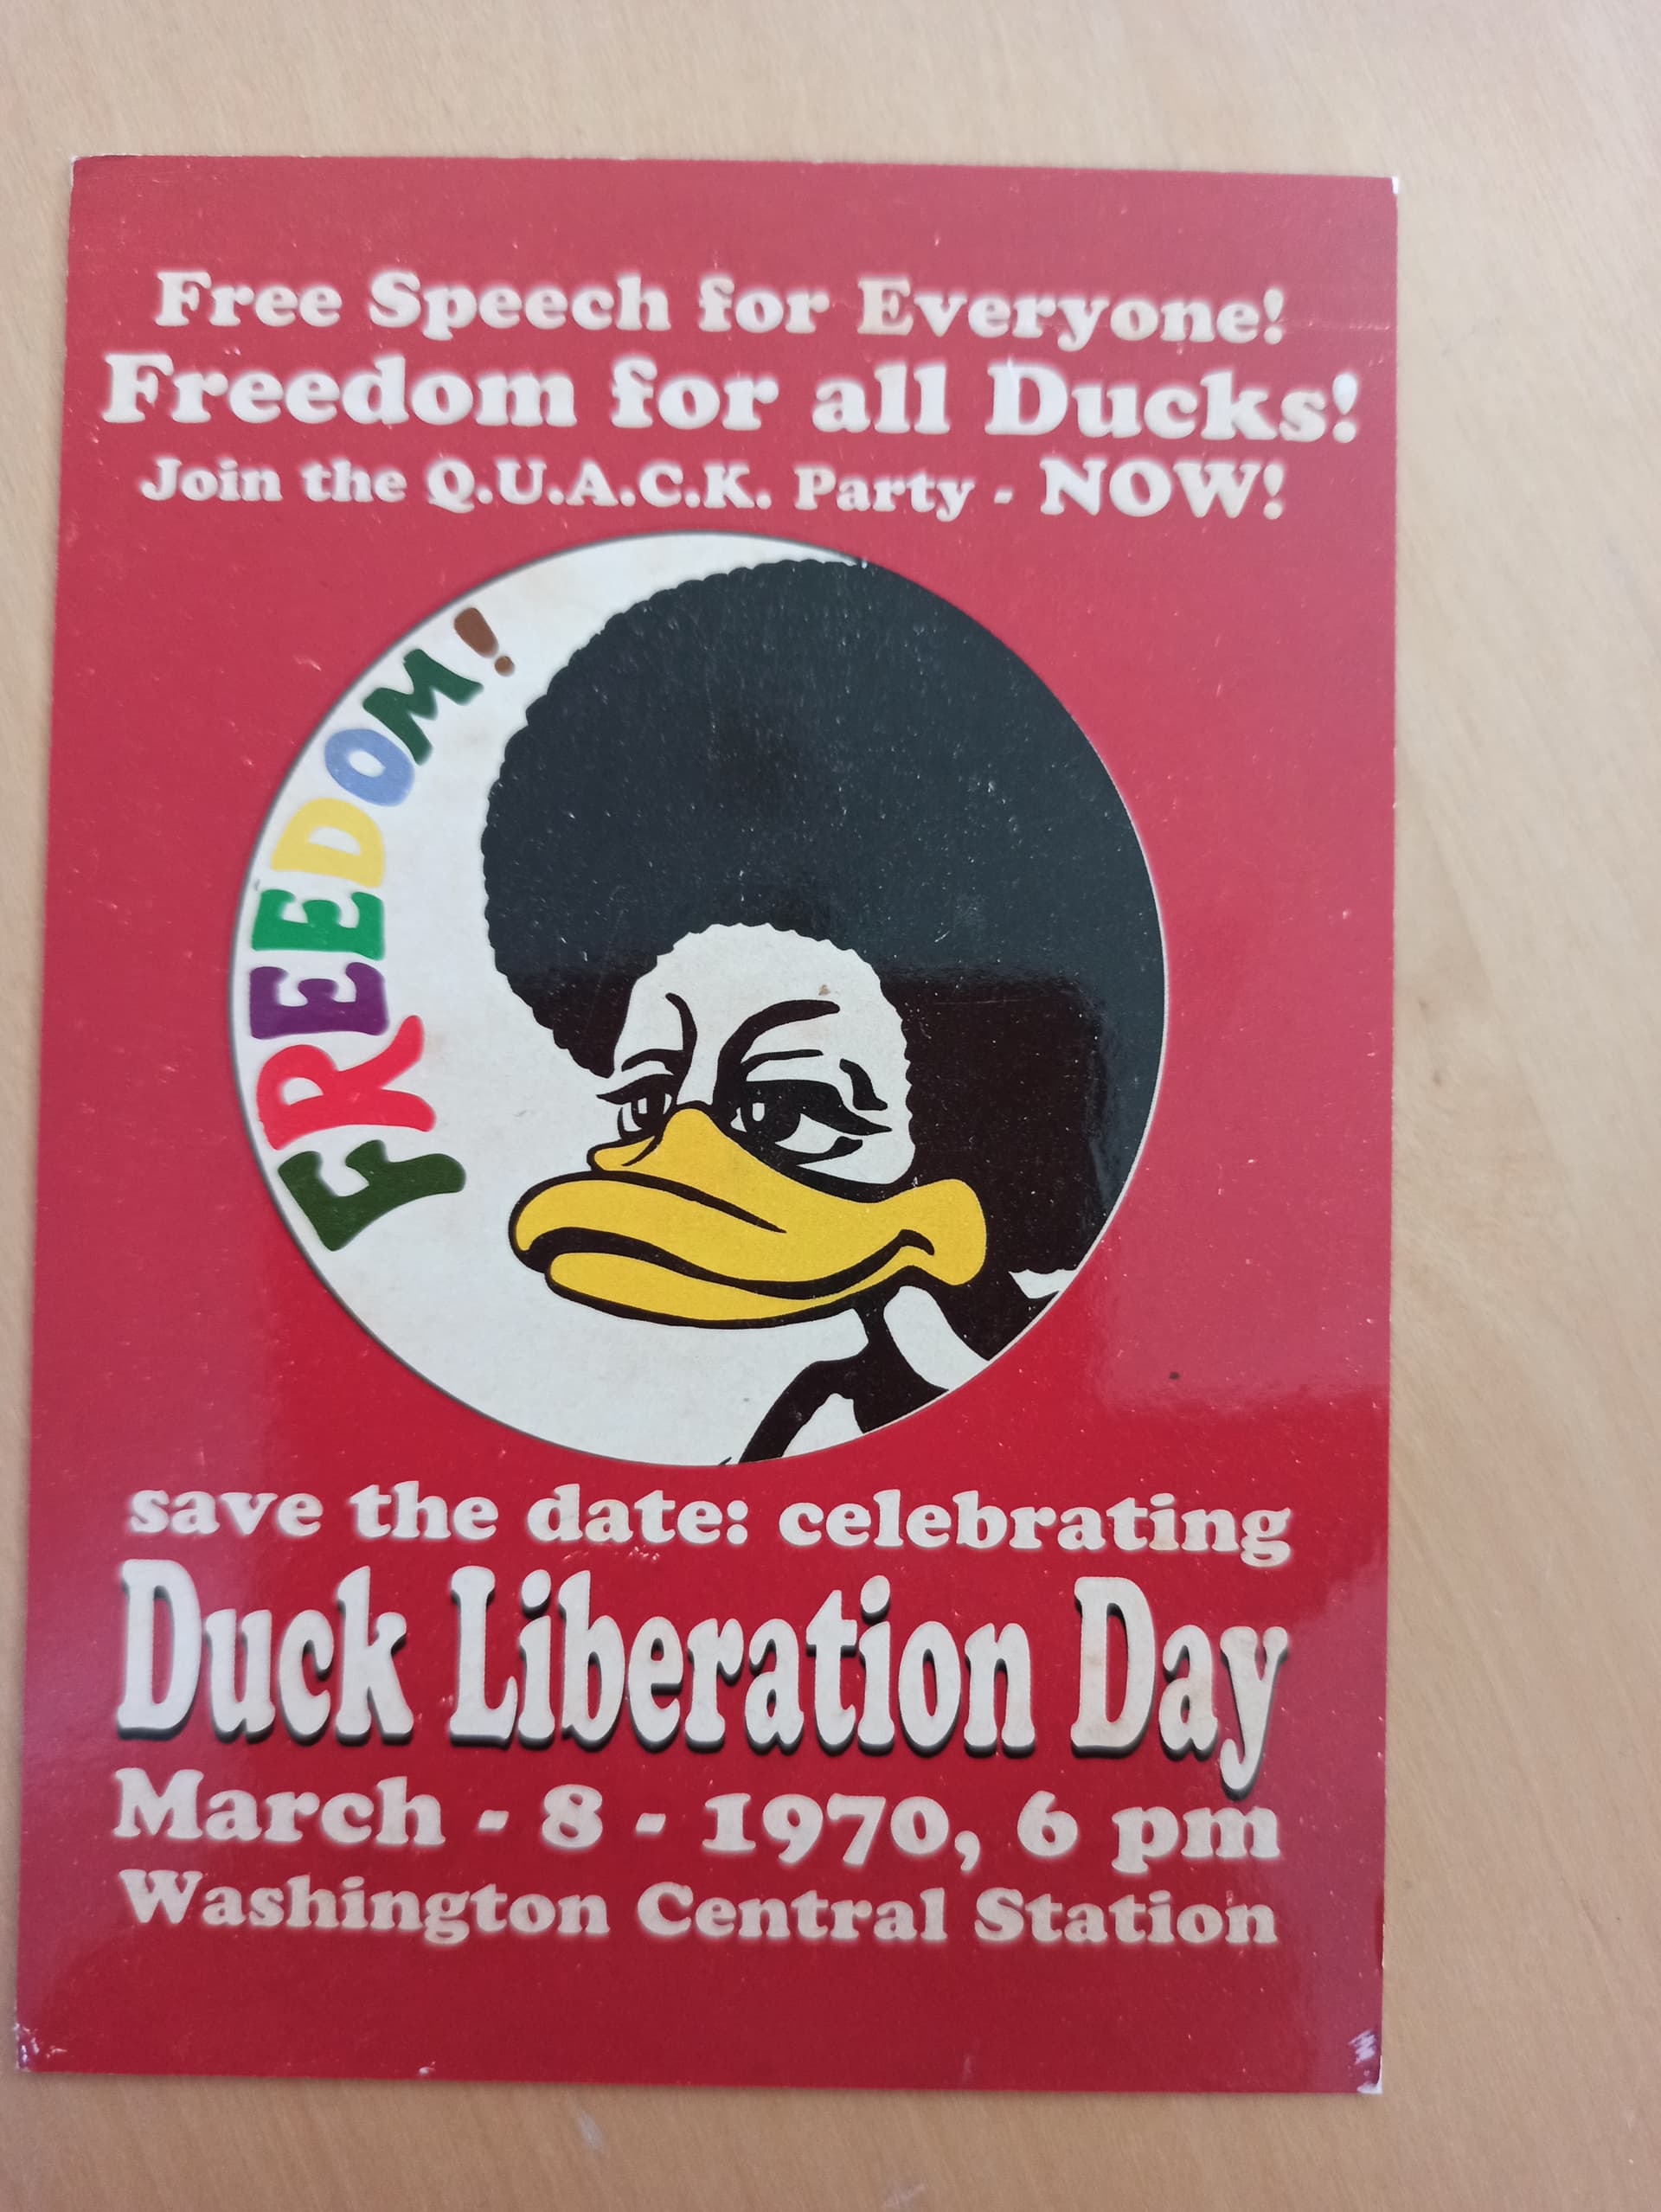 Free Speech for Everyone!
Freedom for all Ducks!
Join the Q.U.A.C.K. Party - NOW!
FREEDOM!
save the date: celebrating
Duck Liberation Day
March - 8 - 1970, 6 pm
Washington Central Station